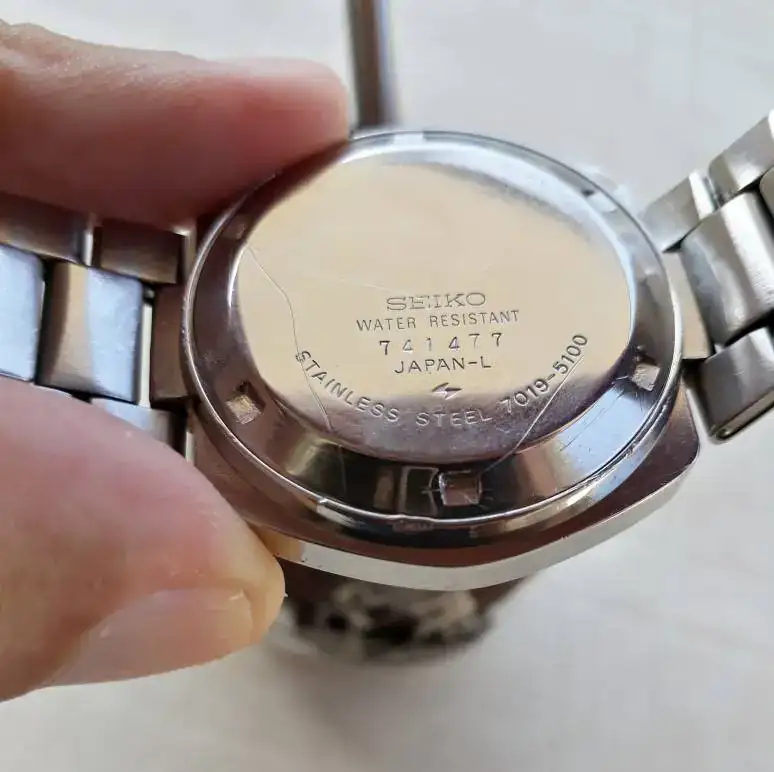 SEIKO
WATER RESISTANT
741477
JAPAN-L
STAINLESS STEEL 7019-5100